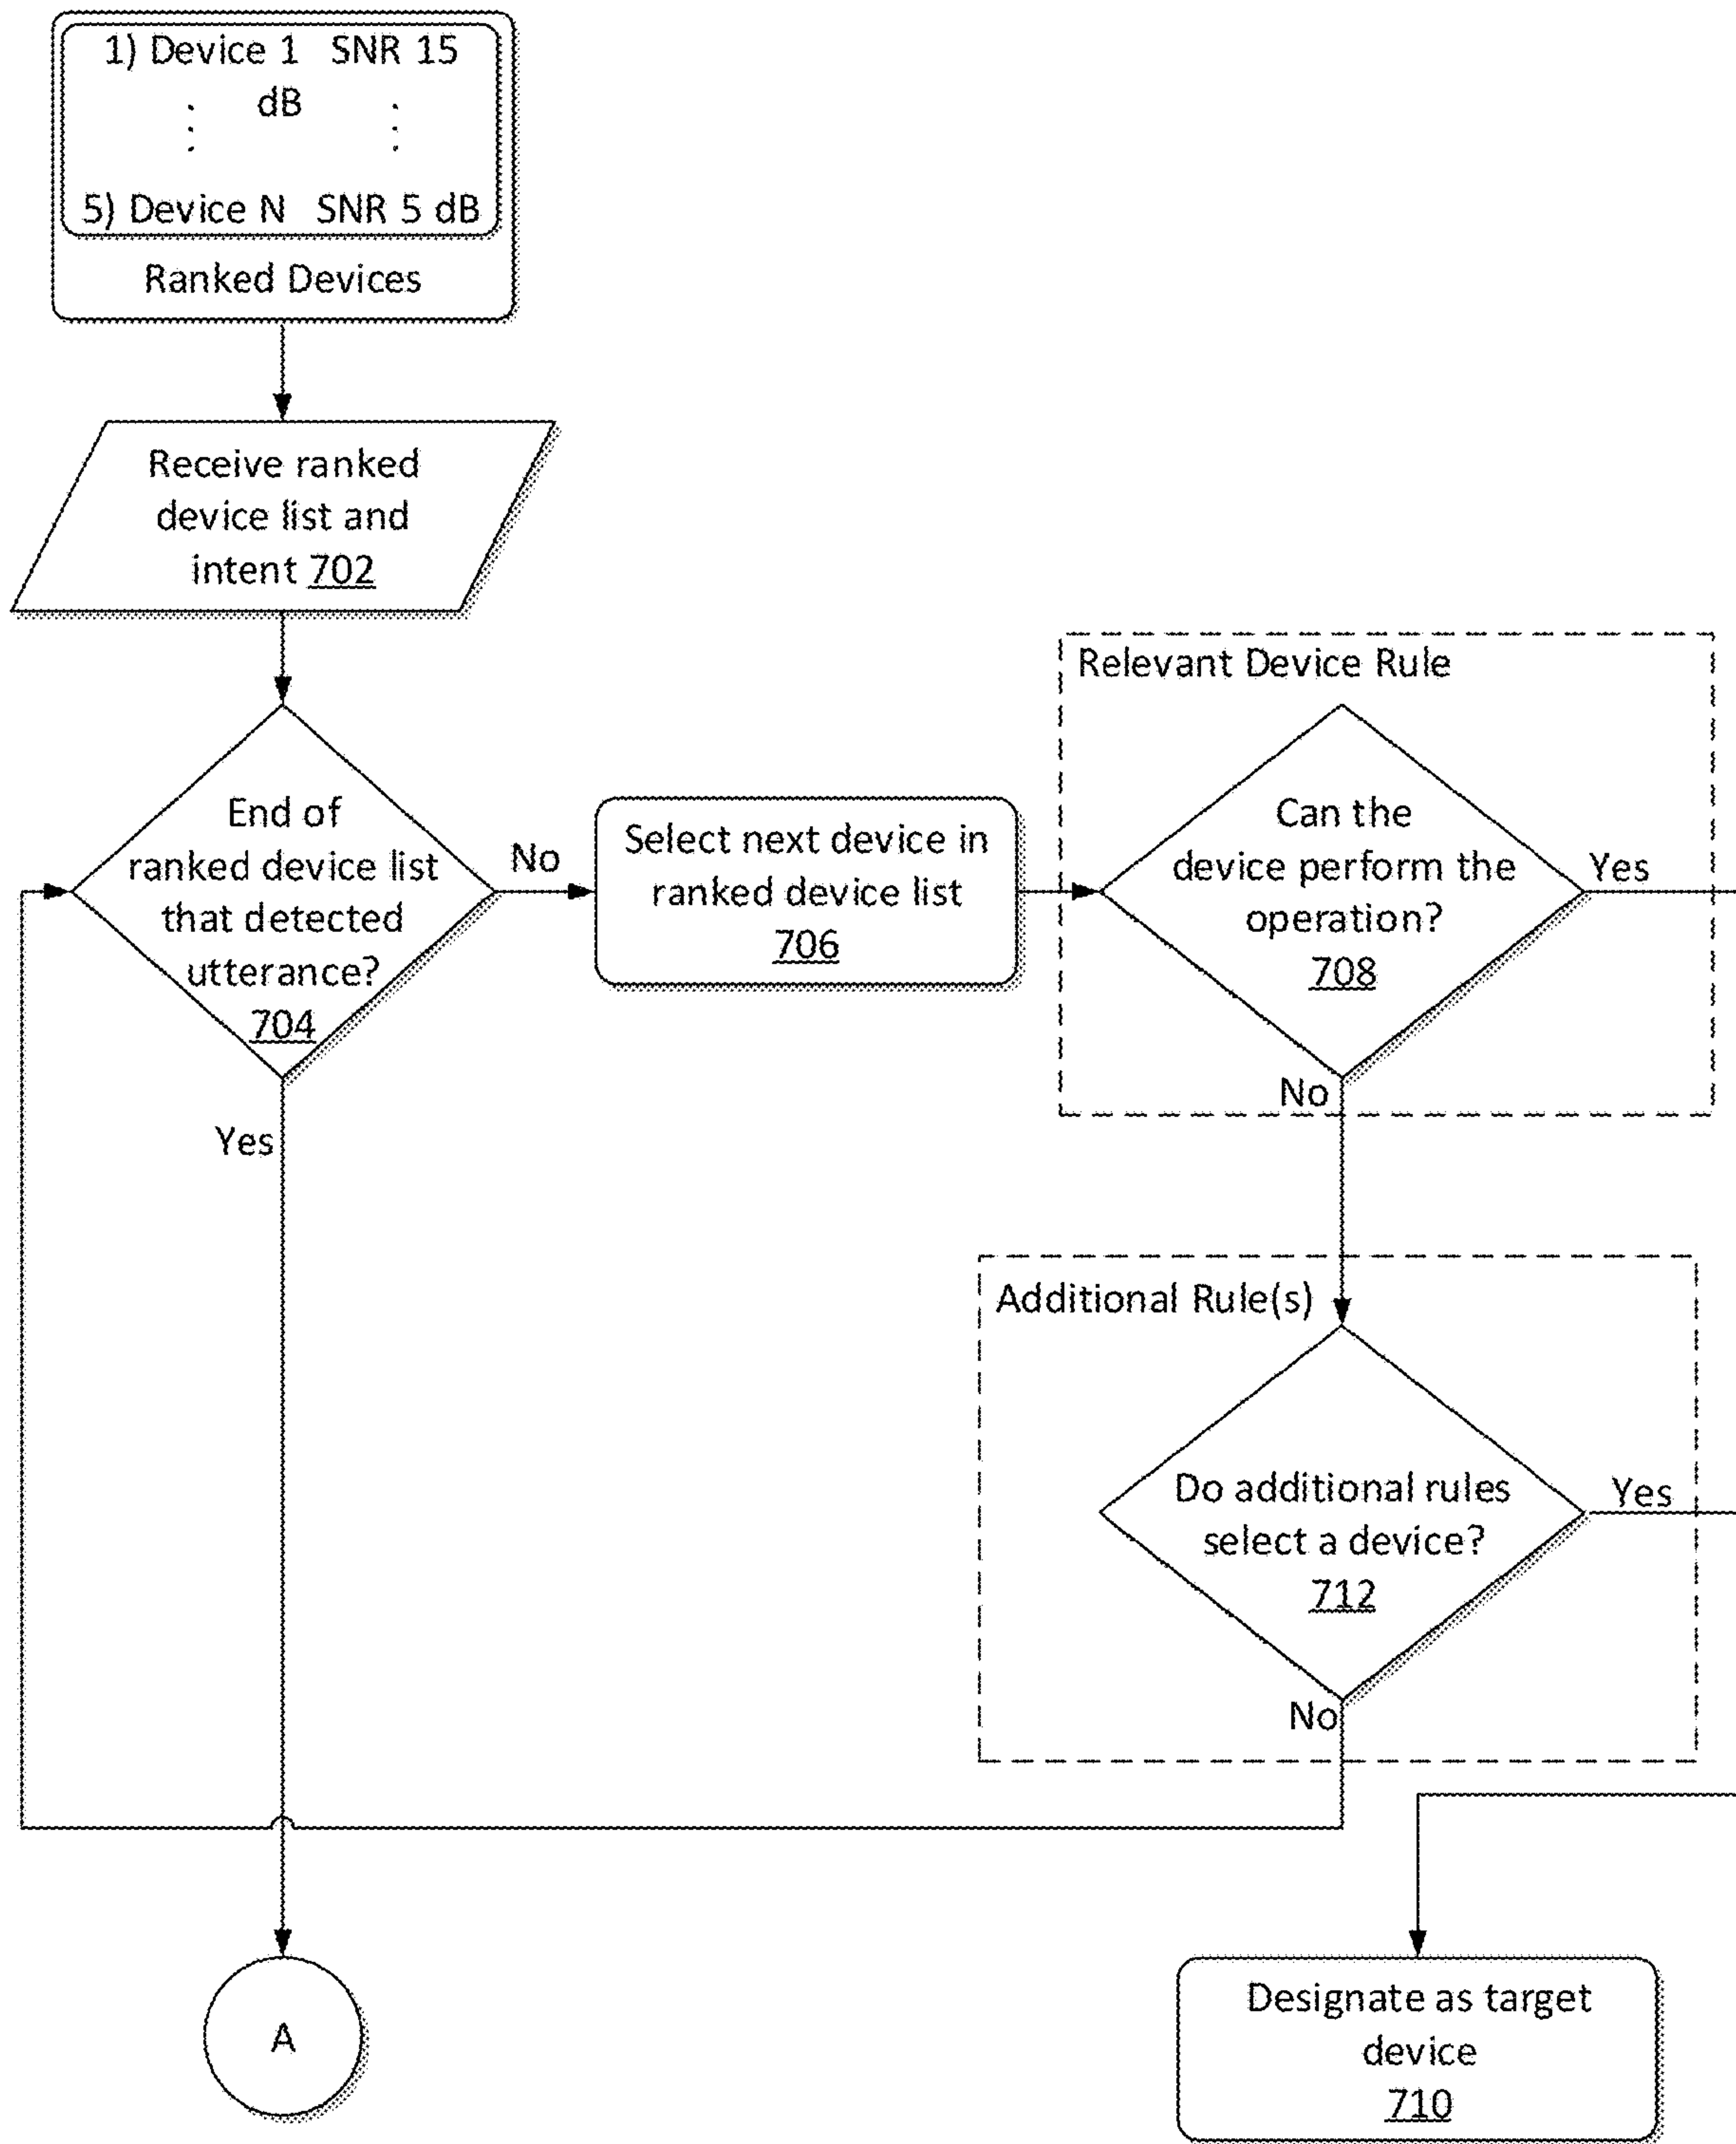 1) Device 1 SNR 15
dB
5) Device N SNR 5 dB
Ranked Devices
Receive ranked
device list and
intent 702
End of
ranked device list
that detected
utterance?
704
No
Yes
Select next device in
ranked device list
706
Relevant Device Rule
Can the
device perform the
operation?
708
Yes
No
Additional Rule(s)
Do additional rules
select a device?
712
Yes
No
A
Designate as target
device
710